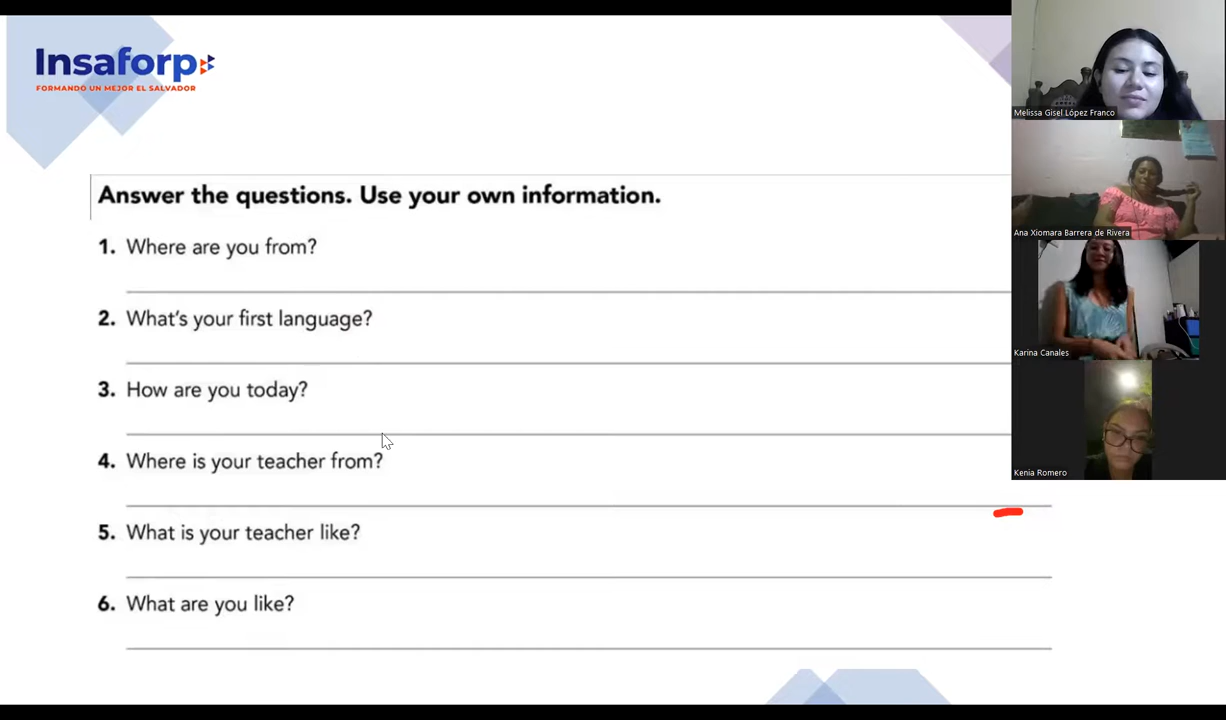 Insaforp
FORMANDO UN MEJOR EL SALVADOR
Answer the questions. Use your own information.
1. Where are you from?
2. What's your first language?
3. How are you today?
4. Where is your teacher from?
5. What is your teacher like?
6. What are you like?
Melissa Gisel López Franco
Ana Xiomara Barrera de Rivera
Karina Canales
Kenia Romero